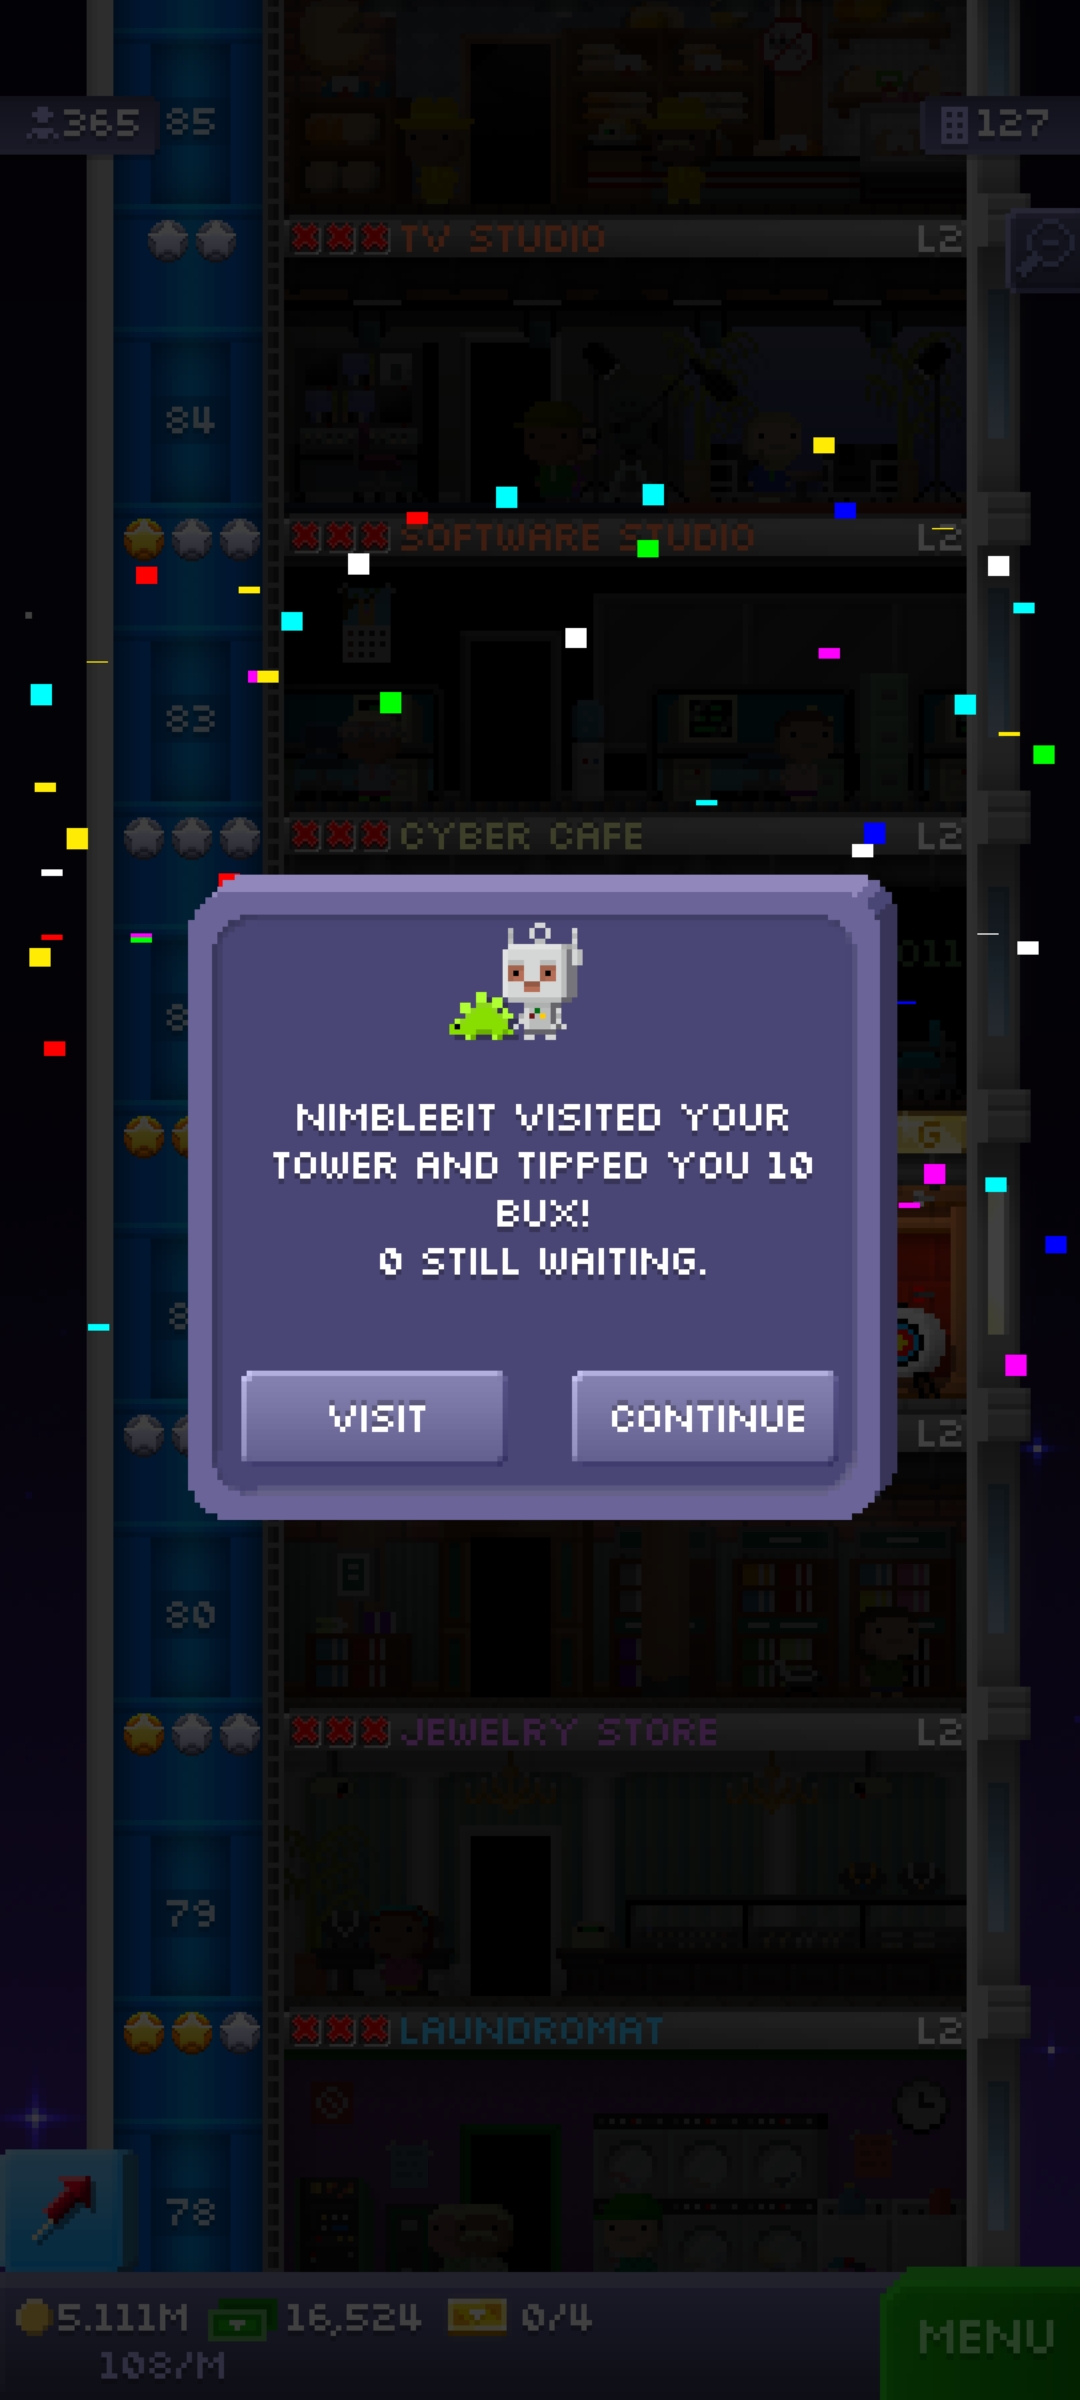 365
85
127
TV STUDIO
L2
84
SOFTWARE STUDIO
L2
83
CYBER CAFE
L2
NIMBLEBIT VISITED YOUR
TOWER AND TIPPED YOU 10
BUX!
0 STILL WAITING.
VISIT
CONTINUE
L2
80
JEWELRY STORE
L2
79
LAUNDROMAT
L2
78
5.111M
16,524
0/4
MENU
108/M